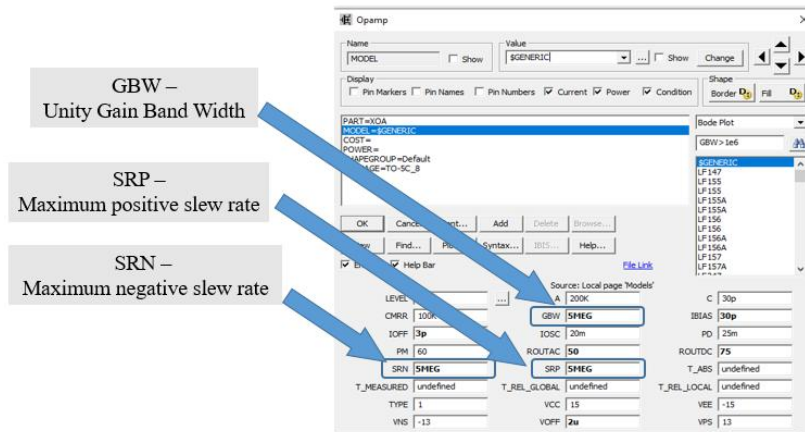 GBW –
Unity Gain Band Width
SRP –
Maximum positive slew rate
SRN –
Maximum negative slew rate
Opamp
Name
Value
MODEL Show $GENERIC ... Show Change
Display
Pin Markers Pin Names Pin Numbers Current Power Condition
Shape
Border Fill
PART=XOA
MODEL=$GENERIC
COST=
POWER=
SHAPEGROUP=Default
TO-5C_8
Bode Plot
GBW>1e6
$GENERIC
LF147
LF155
LF155
LF155A
LF155A
LF156
LF156
LF156A
LF156A
LF157
LF157A
OK Add Delete Browse...
Find... Syntax... IBIS... Help...
Help Bar File Link
Source: Local page 'Models'
LEVEL ... A 200K C 30p
CMRR 100K GBW 5MEG IBIAS 30p
IOFF 3p IOSC 20m PD 25m
PM 60 ROUTAC 50 ROUTDC 75
SRN 5MEG SRP 5MEG T_ABS undefined
T_MEASURED undefined T_REL_GLOBAL undefined T_REL_LOCAL undefined
TYPE 1 VCC 15 VEE -15
VNS -13 VOFF 2u VPS 13